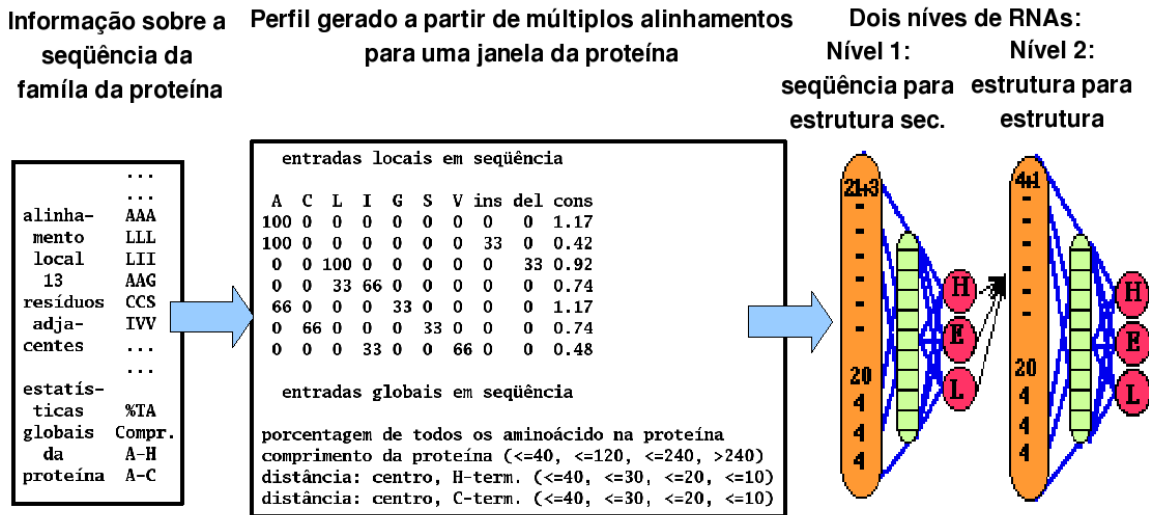 Informação sobre a
seqüência da
famíla da proteína
Perfil gerado a partir de múltiplos alinhamentos
para uma janela da proteína
Dois níves de RNAs:
Nível 1:
seqüência para
estrutura sec.
Nível 2:
estrutura para
estrutura
...
...
alinha- AAA
mento LLL
local LII
13 AAG
resíduos CCS
adja- IVV
centes ...
...
estatís-
ticas %TA
globais Compr.
da A-H
proteína A-C
entradas locais em seqüência
A C L I G S V ins del cons
100 0 0 0 0 0 0 0 0 1.17
100 0 0 0 0 0 0 33 0 0.42
0 0 100 0 0 0 0 0 33 0.92
0 0 33 66 0 0 0 0 0 0.74
66 0 0 0 33 0 0 0 0 1.17
0 66 0 0 0 33 0 0 0 0.74
0 0 0 33 0 0 66 0 0 0.48
entradas globais em seqüência
porcentagem de todos os aminoácido na proteína
comprimento da proteína (<=40, <=120, <=240, >240)
distância: centro, H-term. (<=40, <=30, <=20, <=10)
distância: centro, C-term. (<=40, <=30, <=20, <=10)
21+3
-
-
-
-
-
-
20
4
4
4
H
E
L
4+1
-
-
-
-
-
20
4
4
4
H
E
L